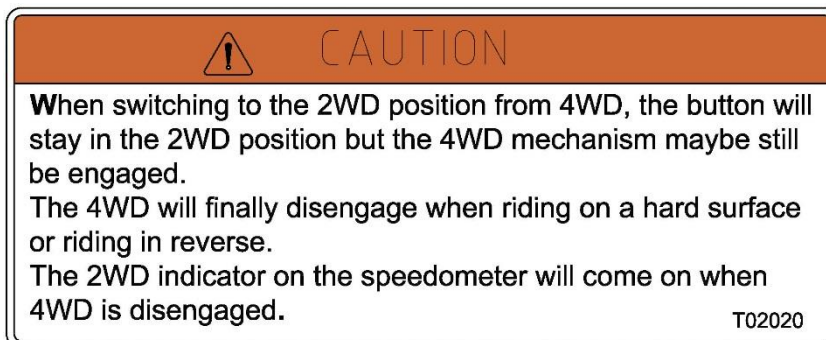 CAUTION
When switching to the 2WD position from 4WD, the button will
stay in the 2WD position but the 4WD mechanism maybe still
be engaged.
The 4WD will finally disengage when riding on a hard surface
or riding in reverse.
The 2WD indicator on the speedometer will come on when
4WD is disengaged.
T02020